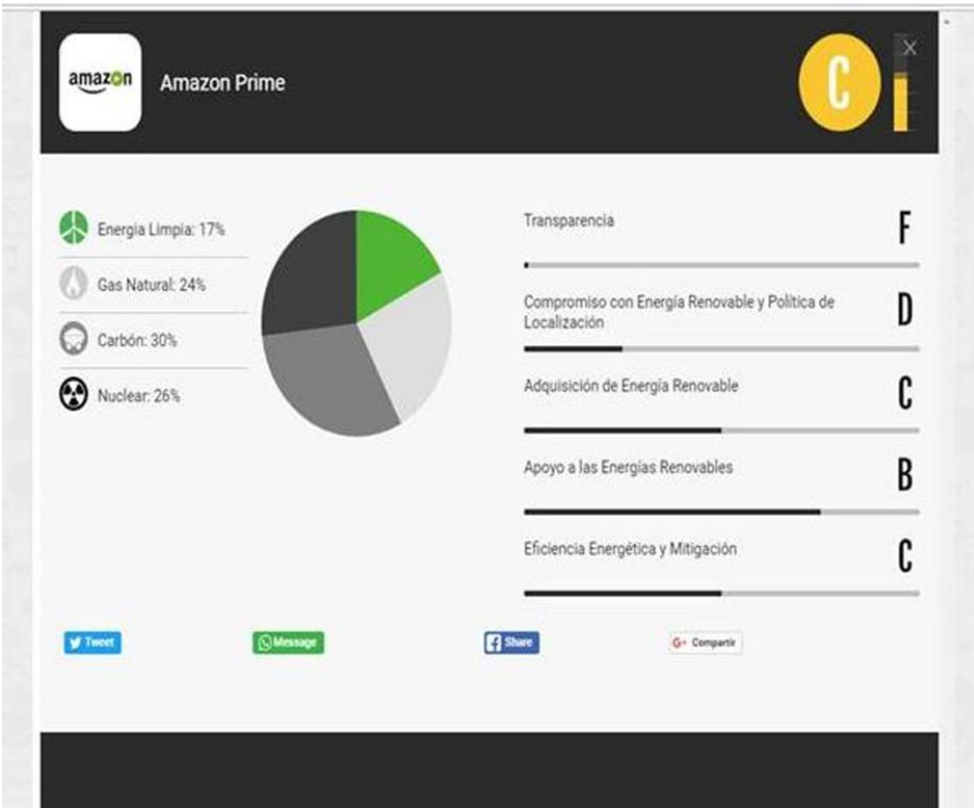 amazon
Amazon Prime
C
X
Energia Limpia: 17%
Gas Natural: 24%
Carbón: 30%
Nuclear: 26%
Transparencia
F
Compromiso con Energía Renovable y Política de
Localización
D
Adquisición de Energía Renovable
C
Apoyo a las Energías Renovables
B
Eficiencia Energética y Mitigación
C
Tweet
Message
f Share
G+ Compartir